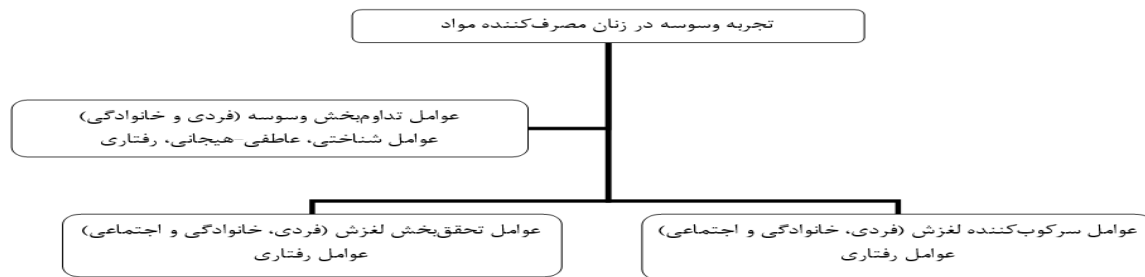 تجربه وسوسه در زنان مصرف‌کننده مواد
عوامل تداوم‌بخش وسوسه (فردی و خانوادگی)
عوامل شناختی، عاطفی-هیجانی، رفتاری
عوامل سرکوب‌کننده لغزش (فردی، خانوادگی و اجتماعی)
عوامل رفتاری
عوامل تحقق‌بخش لغزش (فردی، خانوادگی و اجتماعی)
عوامل رفتاری